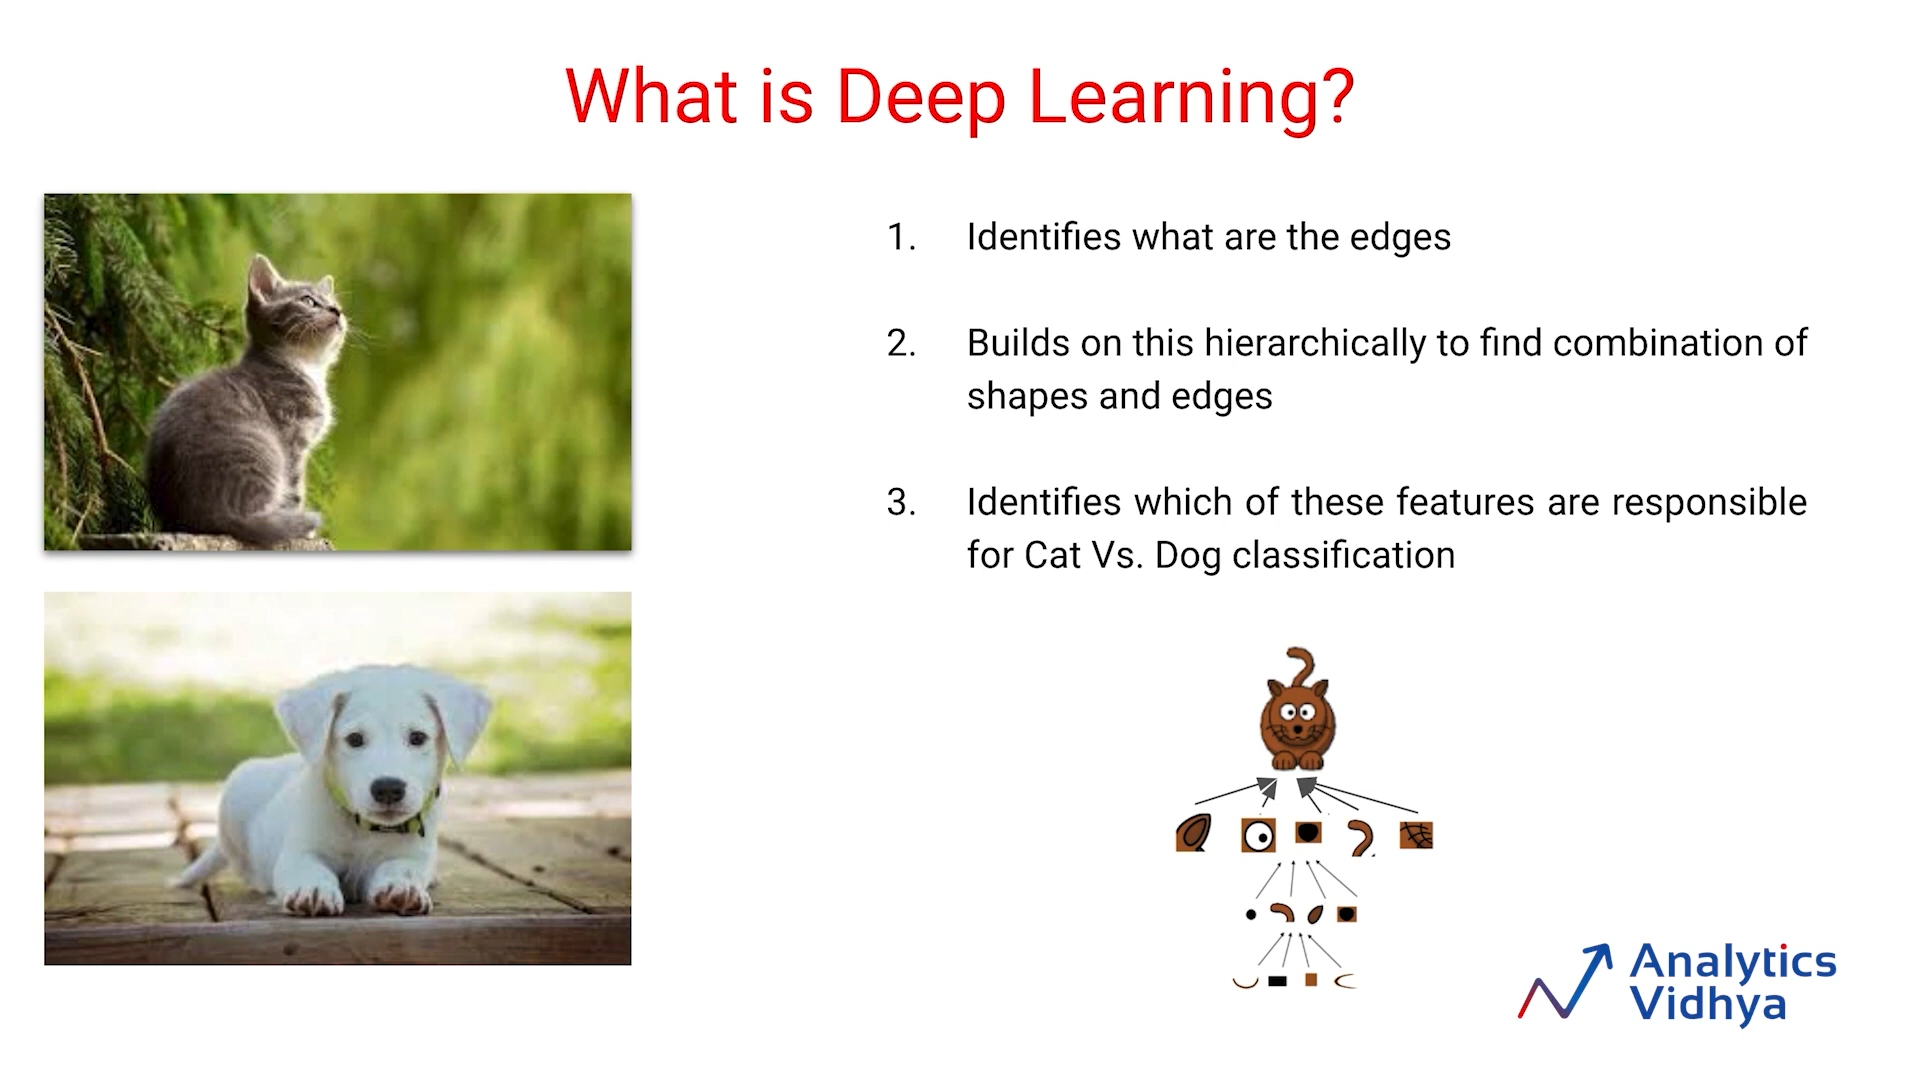 What is Deep Learning?
1. Identifies what are the edges
2. Builds on this hierarchically to find combination of
shapes and edges
3. Identifies which of these features are responsible
for Cat Vs. Dog classification
Analytics
Vidhya